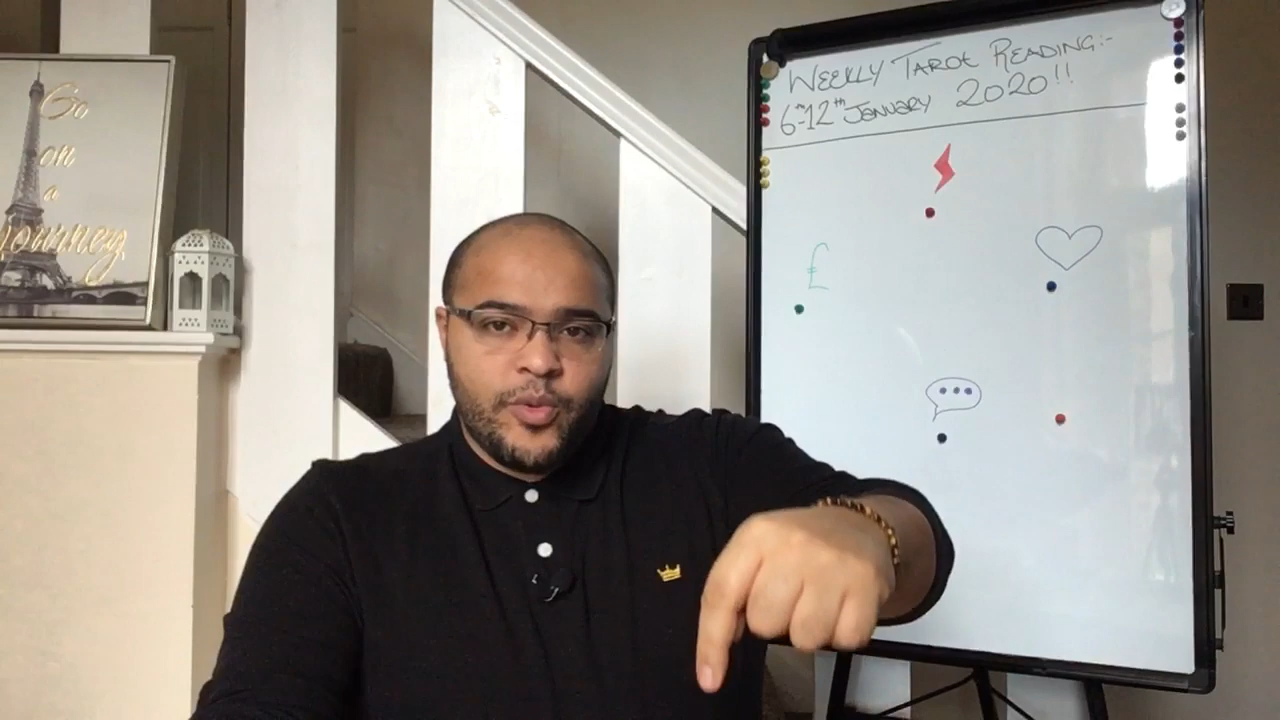 Go
on
a
journey
WEEKLY TAROT READING:-
6th-12th JANUARY 2020!!
£